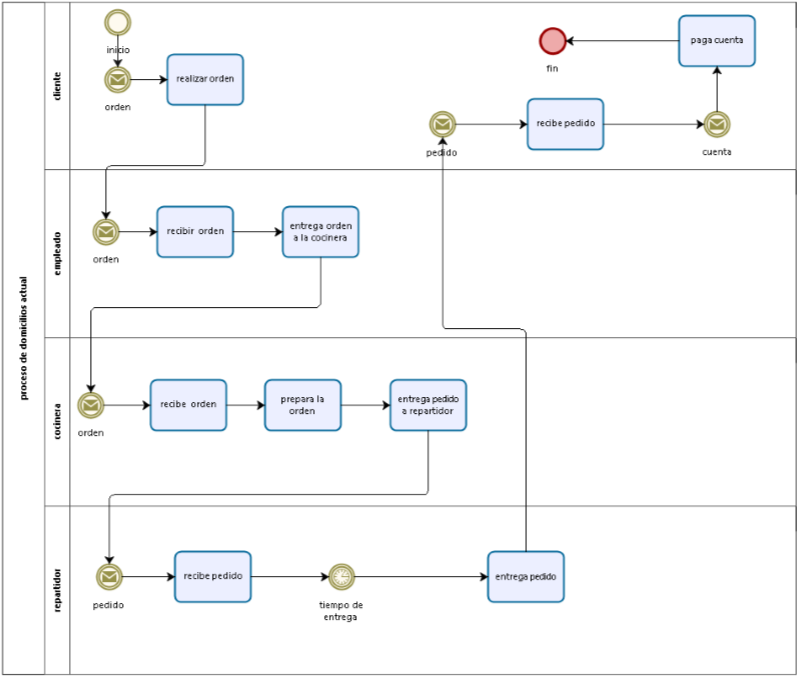 proceso de domicilios actual
cliente
inicio
orden
realizar orden
pedido
recibe pedido
cuenta
paga cuenta
fin
empleado
orden
recibir orden
entrega orden
a la cocinera
cocinera
orden
recibe orden
prepara la
orden
entrega pedido
a repartidor
repartidor
pedido
recibe pedido
tiempo de
entrega
entrega pedido